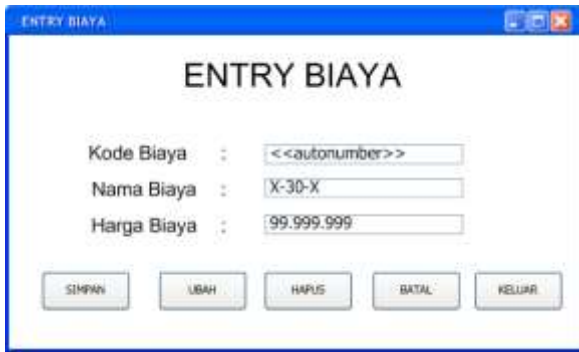 ENTRY BIAYA
ENTRY BIAYA
Kode Biaya : <<autonumber>>
Nama Biaya : X-30-X
Harga Biaya : 99.999.999
SIMPAN UBAH HAPUS BATAL KELUAR